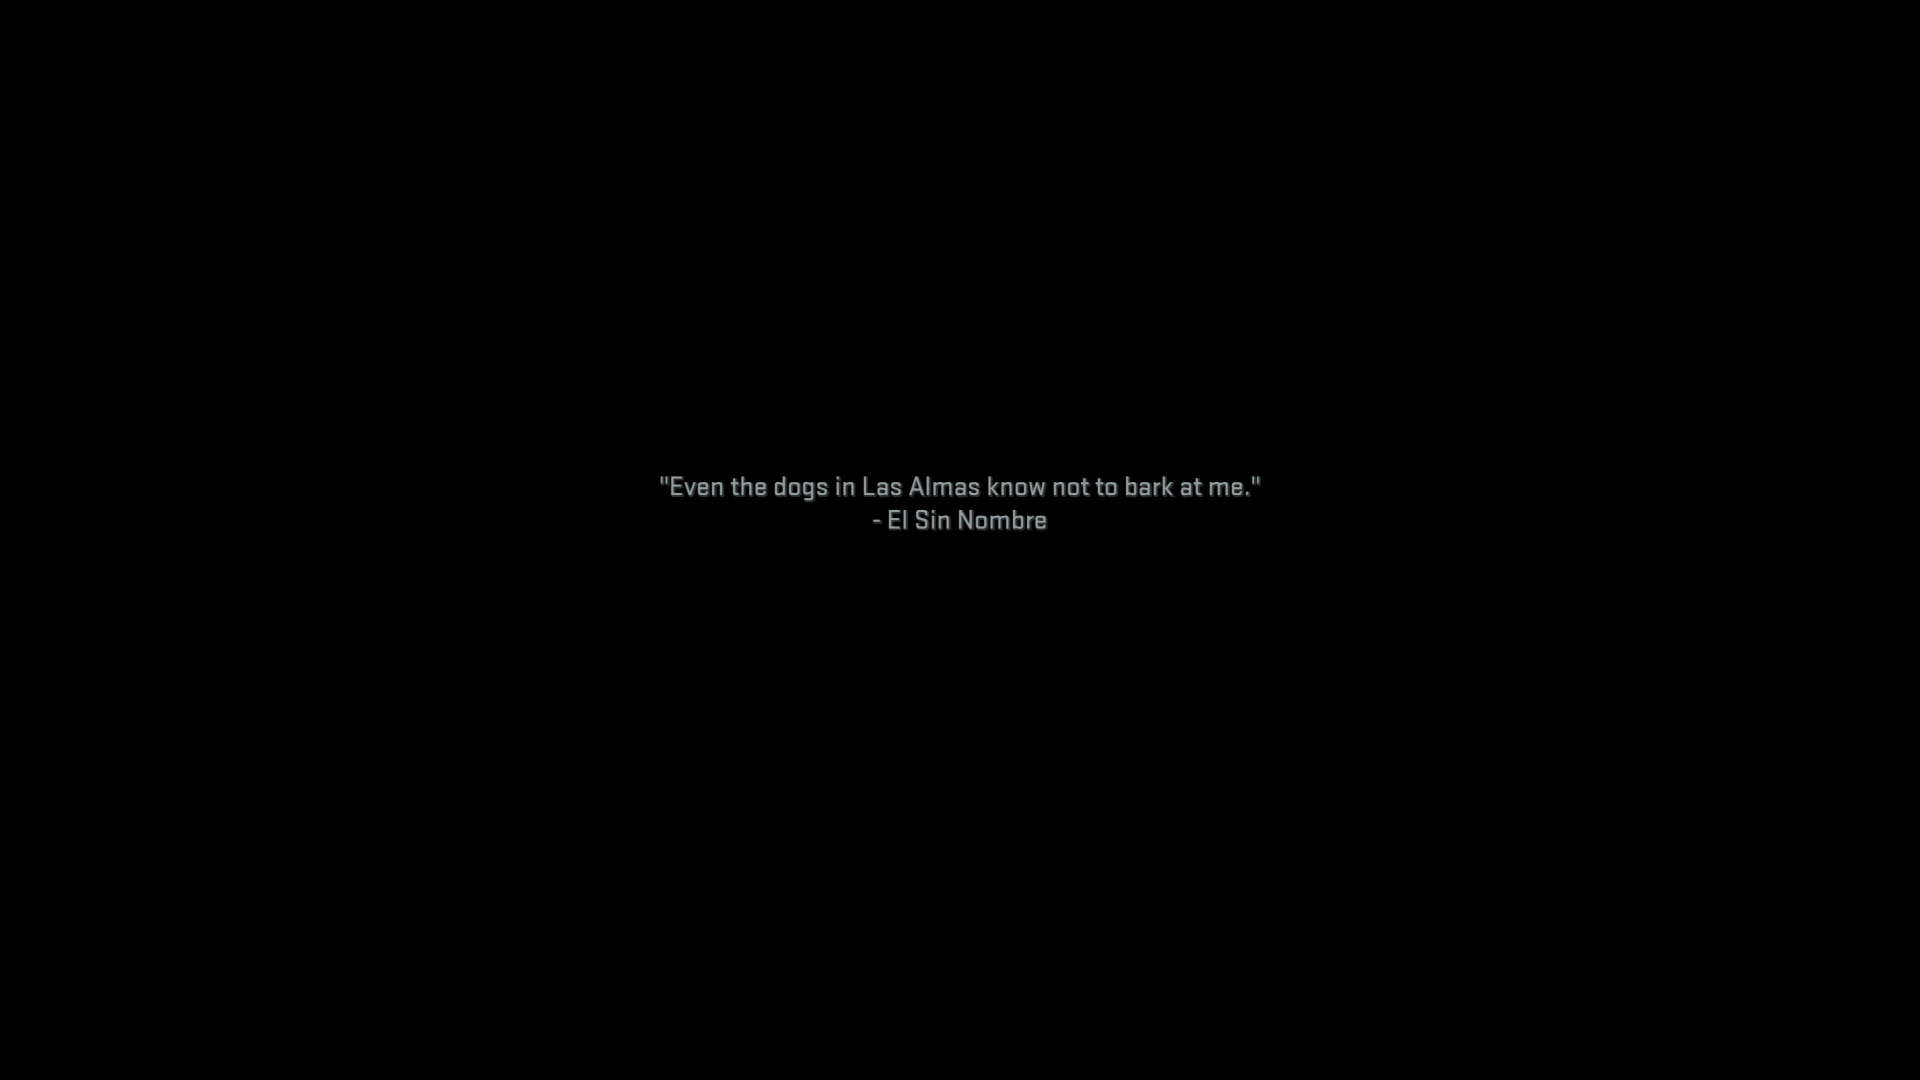 "Even the dogs in Las Almas know not to bark at me."
- El Sin Nombre